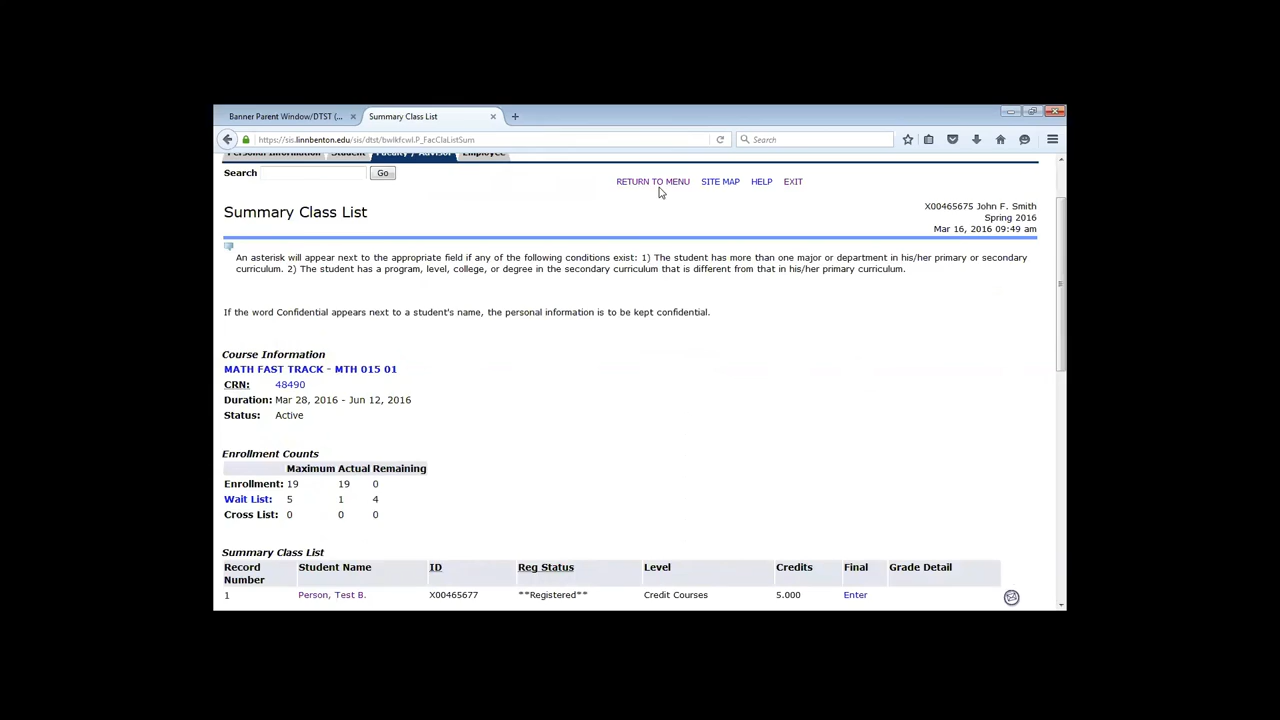 Banner Parent Window/DTST (...
Summary Class List
https://sis.linnbenton.edu/sis/dtst/bwlkfcwl.P_FacClaListSum
Search
Personal Information Student Faculty / Advisor Employee
Search Go
RETURN TO MENU SITE MAP HELP EXIT
Summary Class List
X00465675 John F. Smith
Spring 2016
Mar 16, 2016 09:49 am
An asterisk will appear next to the appropriate field if any of the following conditions exist: 1) The student has more than one major or department in his/her primary or secondary
curriculum. 2) The student has a program, level, college, or degree in the secondary curriculum that is different from that in his/her primary curriculum.
If the word Confidential appears next to a student's name, the personal information is to be kept confidential.
Course Information
MATH FAST TRACK - MTH 015 01
CRN: 48490
Duration: Mar 28, 2016 - Jun 12, 2016
Status: Active
Enrollment Counts
Maximum Actual Remaining
Enrollment: 19 19 0
Wait List: 5 1 4
Cross List: 0 0 0
Summary Class List
Record Number Student Name ID Reg Status Level Credits Final Grade Detail
1 Person, Test B. X00465677 **Registered** Credit Courses 5.000 Enter